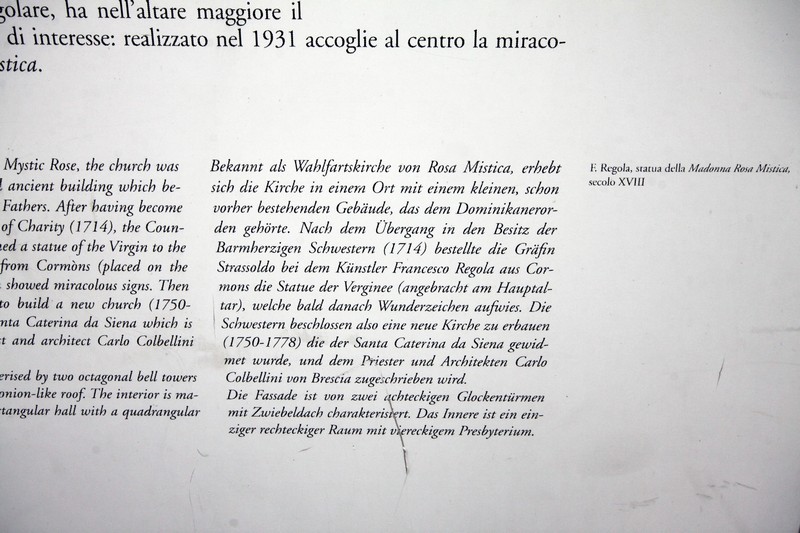 golare, ha nell'altare maggiore il
di interesse: realizzato nel 1931 accoglie al centro la miraco-
stica.
Mystic Rose, the church was
ancient building which be-
Fathers. After having become
of Charity (1714), the Coun-
ned a statue of the Virgin to the
from Cormòns (placed on the
showed miraculous signs. Then
to build a new church (1750-
nta Caterina da Siena which is
t and architect Carlo Colbellini
erised by two octagonal bell towers
onion-like roof. The interior is ma-
ctangular hall with a quadrangular
Bekannt als Wahlfartskirche von Rosa Mistica, erhebt
sich die Kirche in einem Ort mit einem kleinen, schon
vorher bestehenden Gebäude, das dem Dominikaneror-
den gehörte. Nach dem Übergang in den Besitz der
Barmherzigen Schwestern (1714) bestellte die Gräfin
Strassoldo bei dem Künstler Francesco Regola aus Cor-
mons die Statue der Verginee (angebracht am Hauptal-
tar), welche bald danach Wunderzeichen aufwies. Die
Schwestern beschlossen also eine neue Kirche zu erbauen
(1750-1778) die der Santa Caterina da Siena gewid-
met wurde, und dem Priester und Architekten Carlo
Colbellini von Brescia zugeschrieben wird.
Die Fassade ist von zwei achteckigen Glockentürmen
mit Zwiebeldach charakterisiert. Das Innere ist ein ein-
ziger rechteckiger Raum mit viereckigem Presbyterium.
F. Regola, statua della Madonna Rosa Mistica,
secolo XVIII